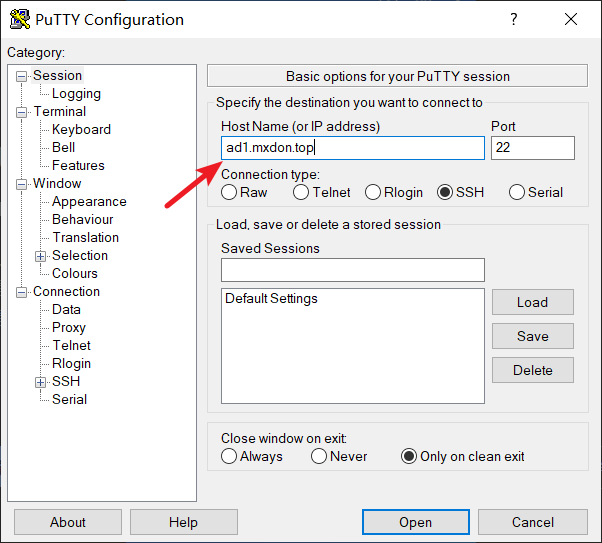 PuTTY Configuration
?
Category:
Session
Logging
Terminal
Keyboard
Bell
Features
Window
Appearance
Behaviour
Translation
Selection
Colours
Connection
Data
Proxy
Telnet
Rlogin
SSH
Serial
Basic options for your PuTTY session
Specify the destination you want to connect to
Host Name (or IP address) Port
ad1.mxdon.top 22
Connection type:
Raw Telnet Rlogin SSH Serial
Load, save or delete a stored session
Saved Sessions
Default Settings
Load
Save
Delete
Close window on exit:
Always Never Only on clean exit
About Help Open Cancel